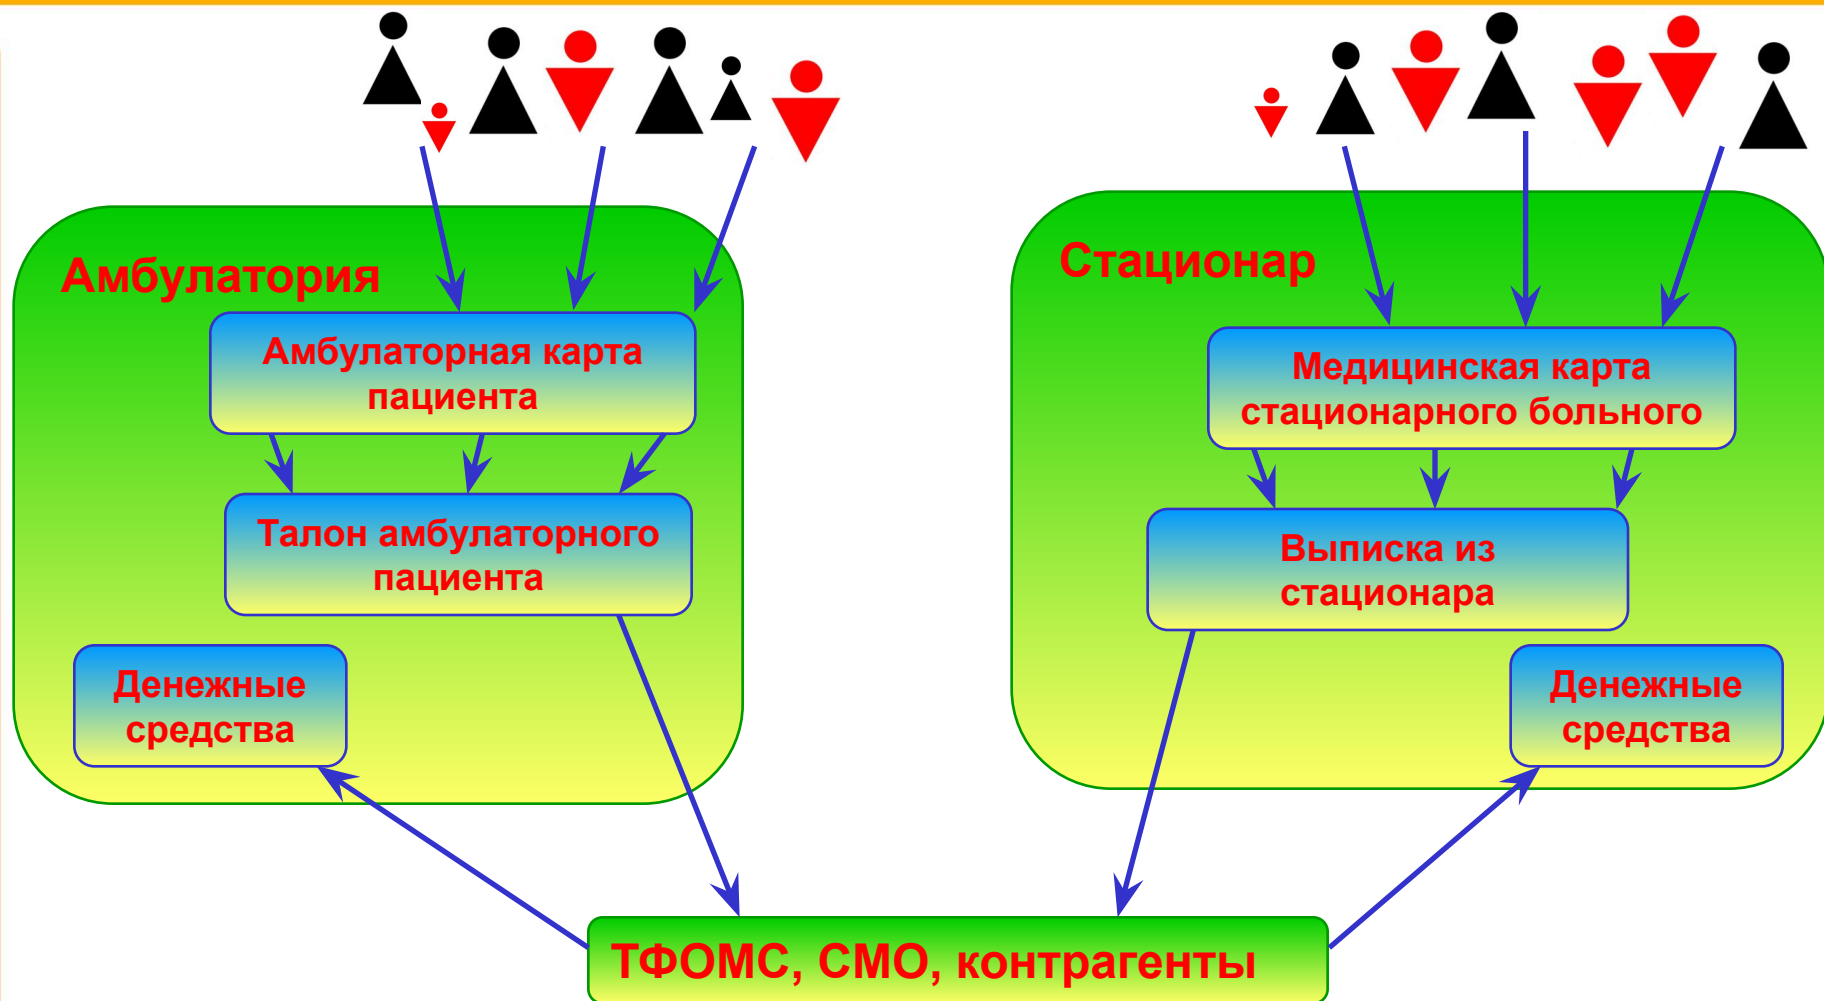 Амбулатория
Амбулаторная карта
пациента
Талон амбулаторного
пациента
Денежные
средства
Стационар
Медицинская карта
стационарного больного
Выписка из
стационара
Денежные
средства
ТФОМС, СМО, контрагенты